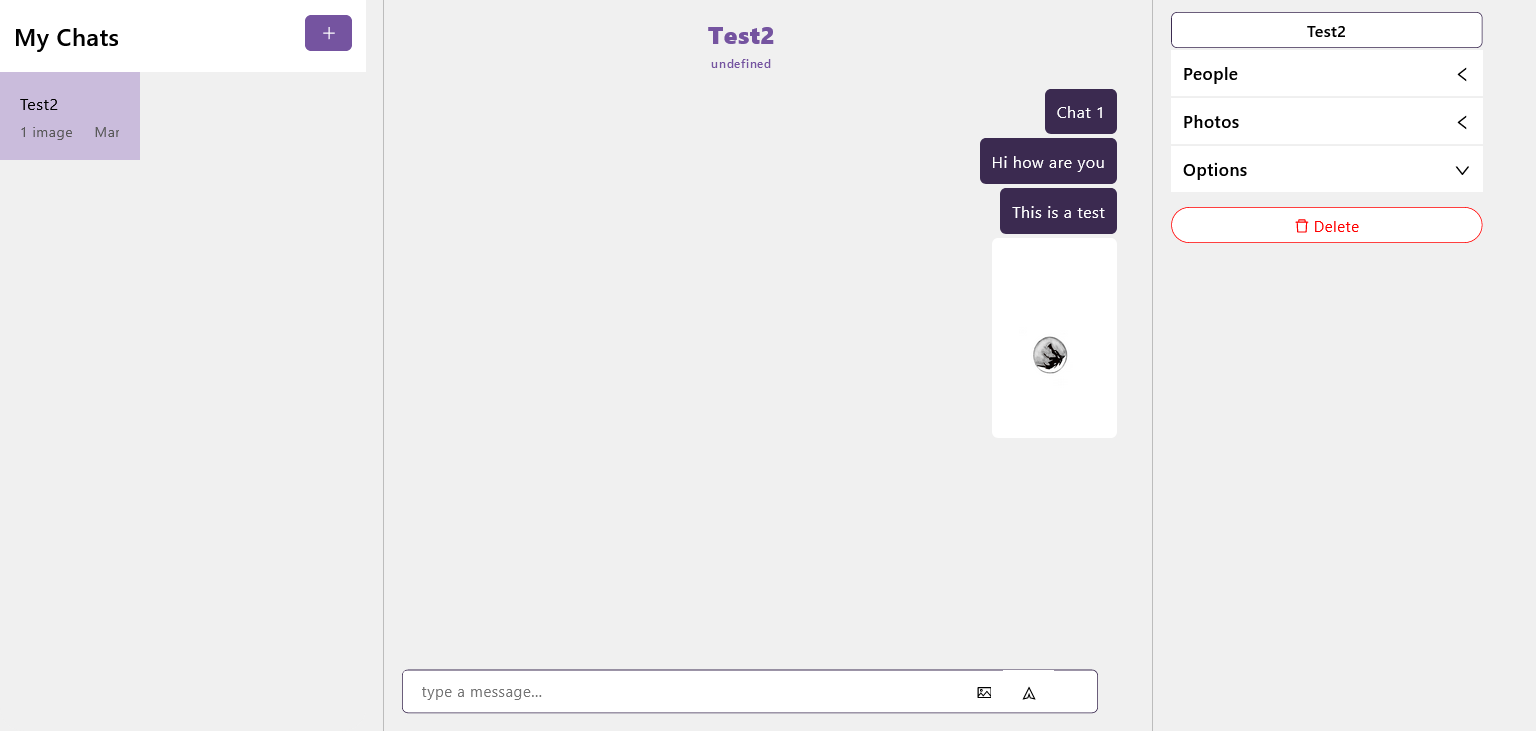 My Chats
Test2
1 image Mar
Test2
undefined
Chat 1
Hi how are you
This is a test
type a message...
Test2
People
Photos
Options
Delete